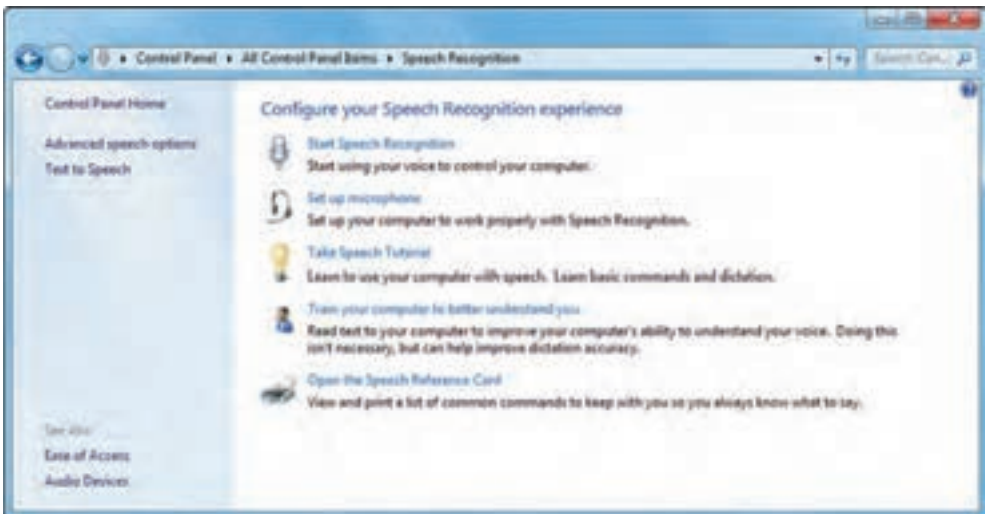 Control Panel ▸ All Control Panel Items ▸ Speech Recognition
Search Con...
Control Panel Home
Advanced speech options
Text to Speech
Configure your Speech Recognition experience
Start Speech Recognition
Start using your voice to control your computer.
Set up microphone
Set up your computer to work properly with Speech Recognition.
Take Speech Tutorial
Learn to use your computer with speech. Learn basic commands and dictation.
Train your computer to better understand you
Read text to your computer to improve your computer's ability to understand your voice. Doing this
isn't necessary, but can help improve dictation accuracy.
Open the Speech Reference Card
View and print a list of common commands to keep with you so you always know what to say.
See also
Ease of Access
Audio Devices